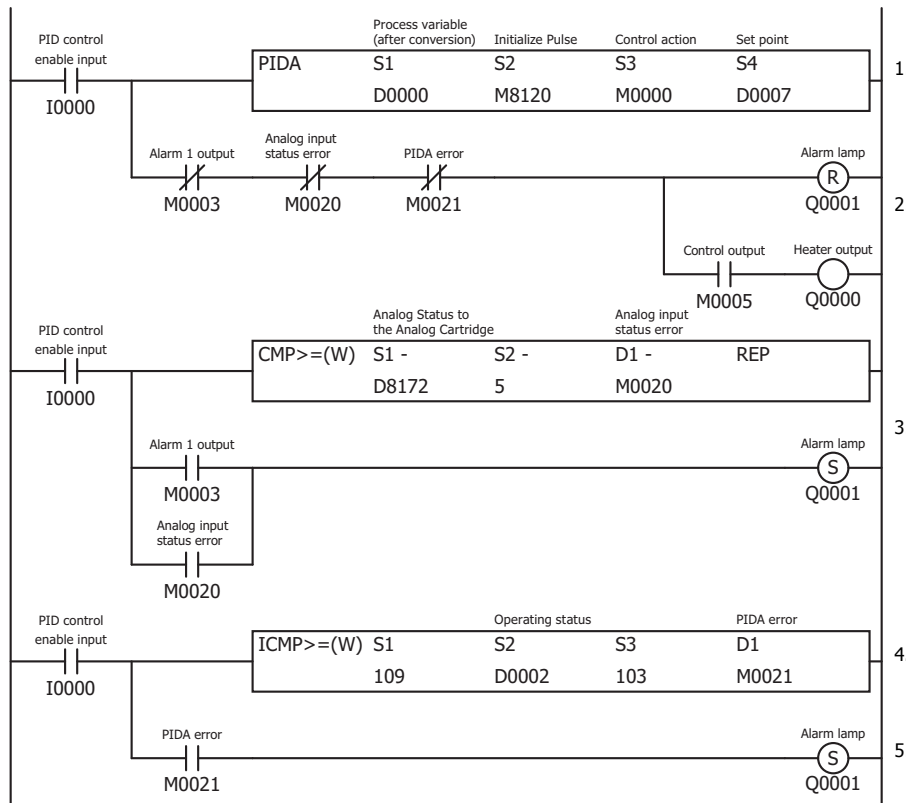 PID control
enable input
I0000
Process variable
(after conversion) Initialize Pulse Control action Set point
PIDA S1 S2 S3 S4
D0000 M8120 M0000 D0007
1
Alarm 1 output
M0003
Analog input
status error
M0020
PIDA error
M0021
Alarm lamp
R
Q0001
2
Control output
M0005
Heater output
Q0000
PID control
enable input
I0000
Analog Status to
the Analog Cartridge
Analog input
status error
CMP>=(W) S1 - S2 - D1 - REP
D8172 5 M0020
3
Alarm 1 output
M0003
Alarm lamp
S
Q0001
Analog input
status error
M0020
PID control
enable input
I0000
Operating status PIDA error
ICMP>=(W) S1 S2 S3 D1
109 D0002 103 M0021
4
PIDA error
M0021
Alarm lamp
S
Q0001
5